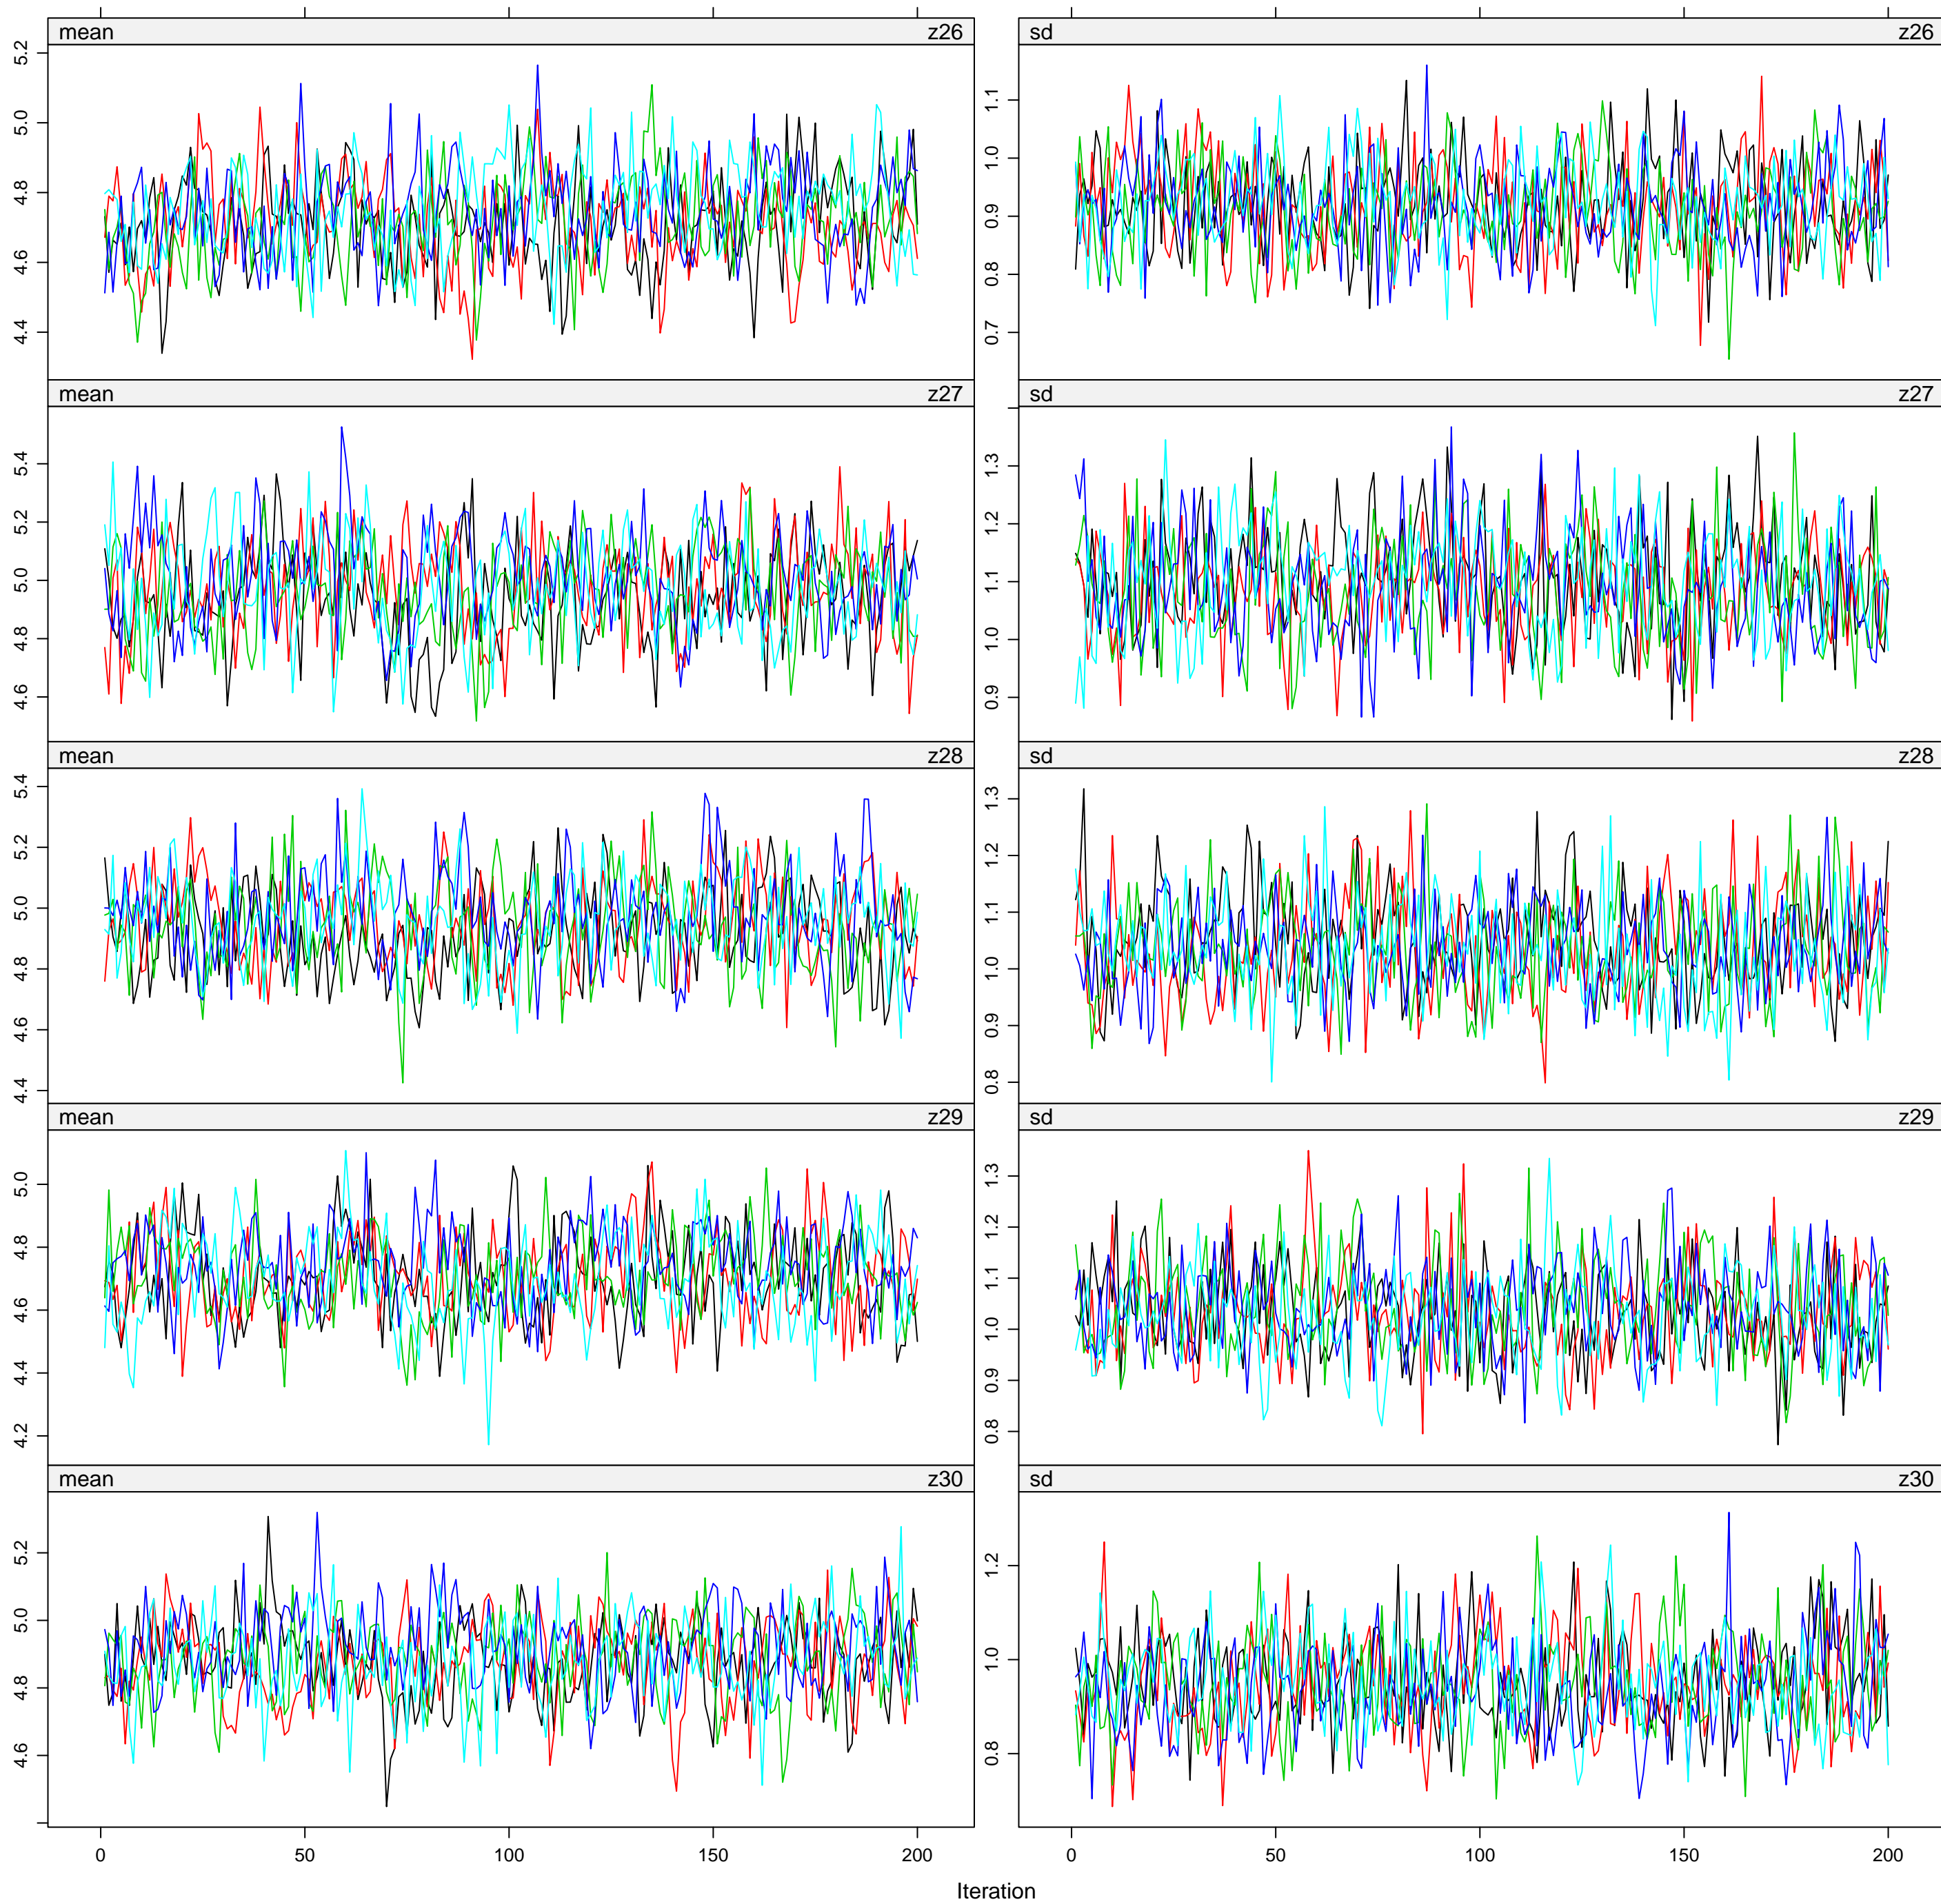 mean z26 sd z26
5.2 5.0 4.8 4.6 4.4
1.1 1.0 0.9 0.8 0.7
mean z27 sd z27
5.4 5.2 5.0 4.8 4.6
1.3 1.2 1.1 1.0 0.9
mean z28 sd z28
5.4 5.2 5.0 4.8 4.6 4.4
1.3 1.2 1.1 1.0 0.9 0.8
mean z29 sd z29
5.0 4.8 4.6 4.4 4.2
1.3 1.2 1.1 1.0 0.9 0.8
mean z30 sd z30
5.2 5.0 4.8 4.6
1.2 1.0 0.8
0 50 100 150 200 0 50 100 150 200
Iteration